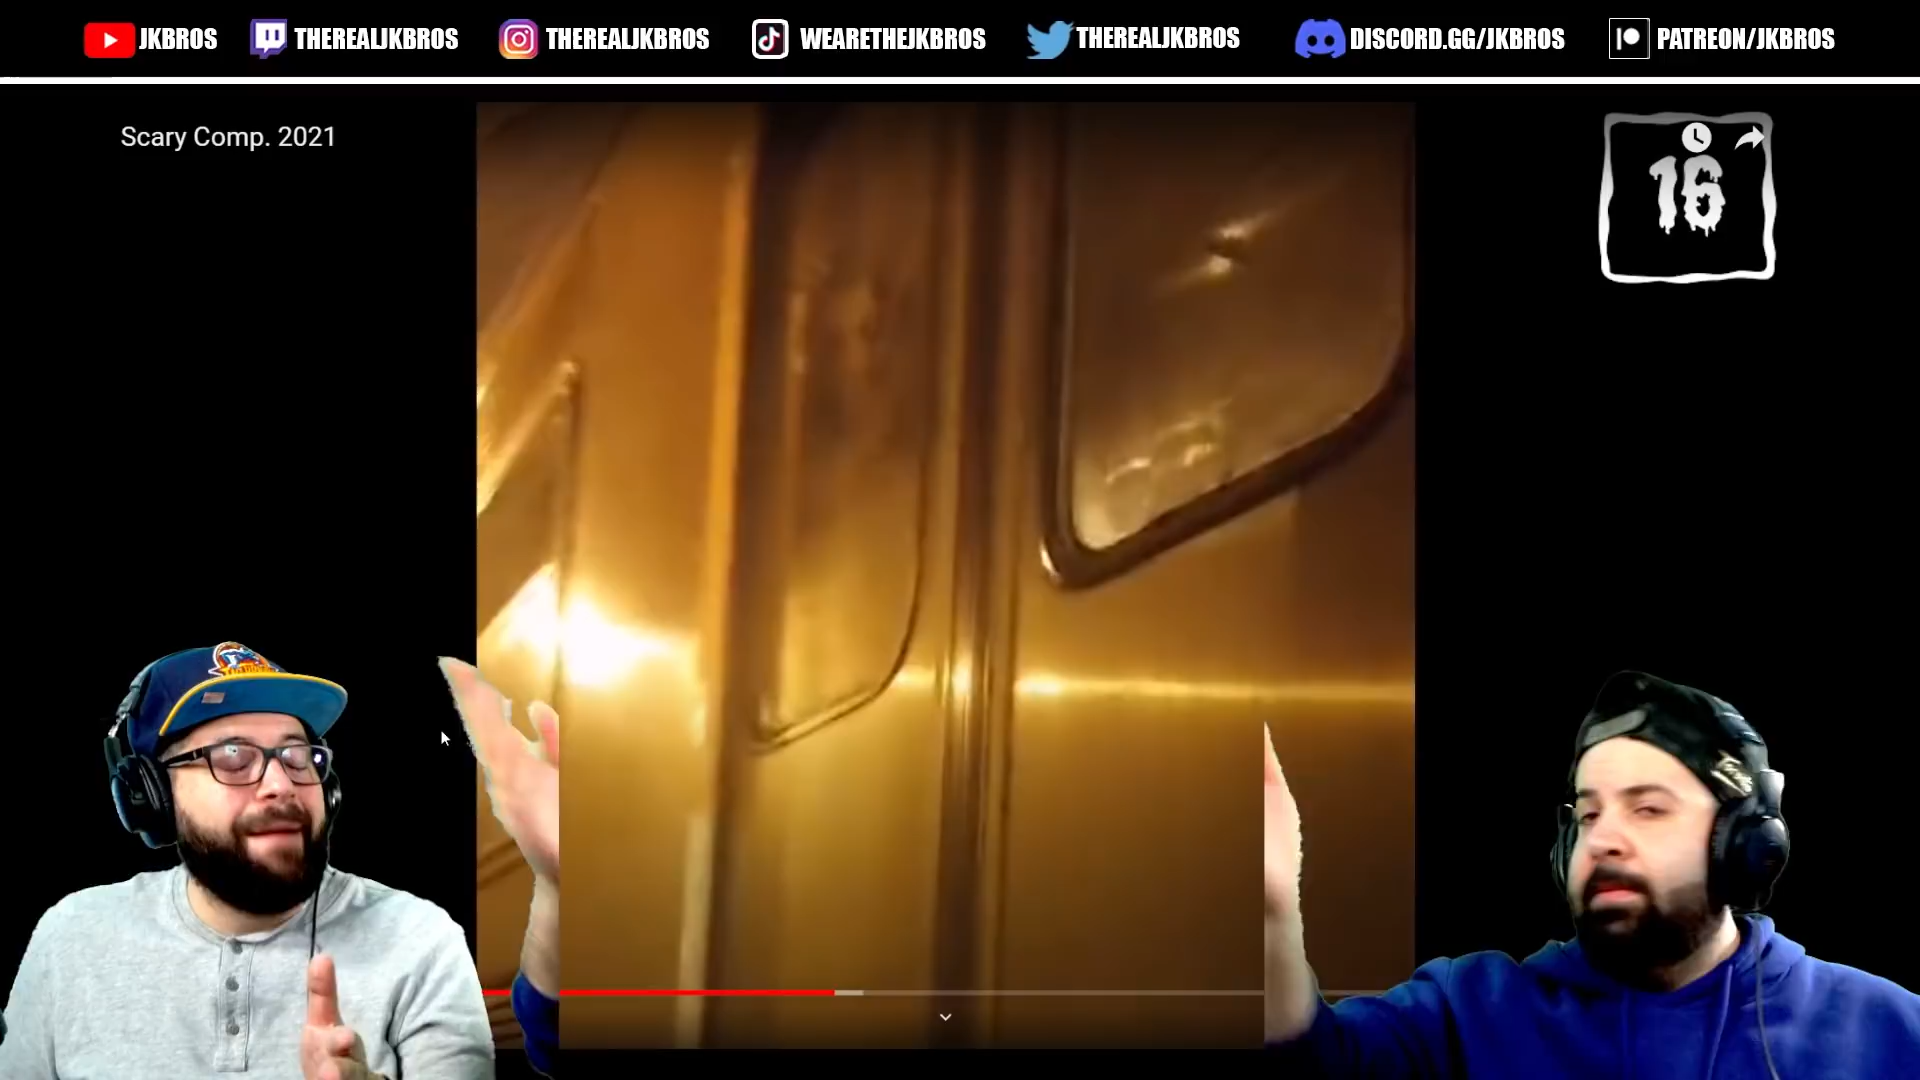 JKBROS THEREALJKBROS THEREALJKBROS WEARETHEJKBROS THEREALJKBROS DISCORD.GG/JKBROS PATREON/JKBROS
Scary Comp. 2021
16